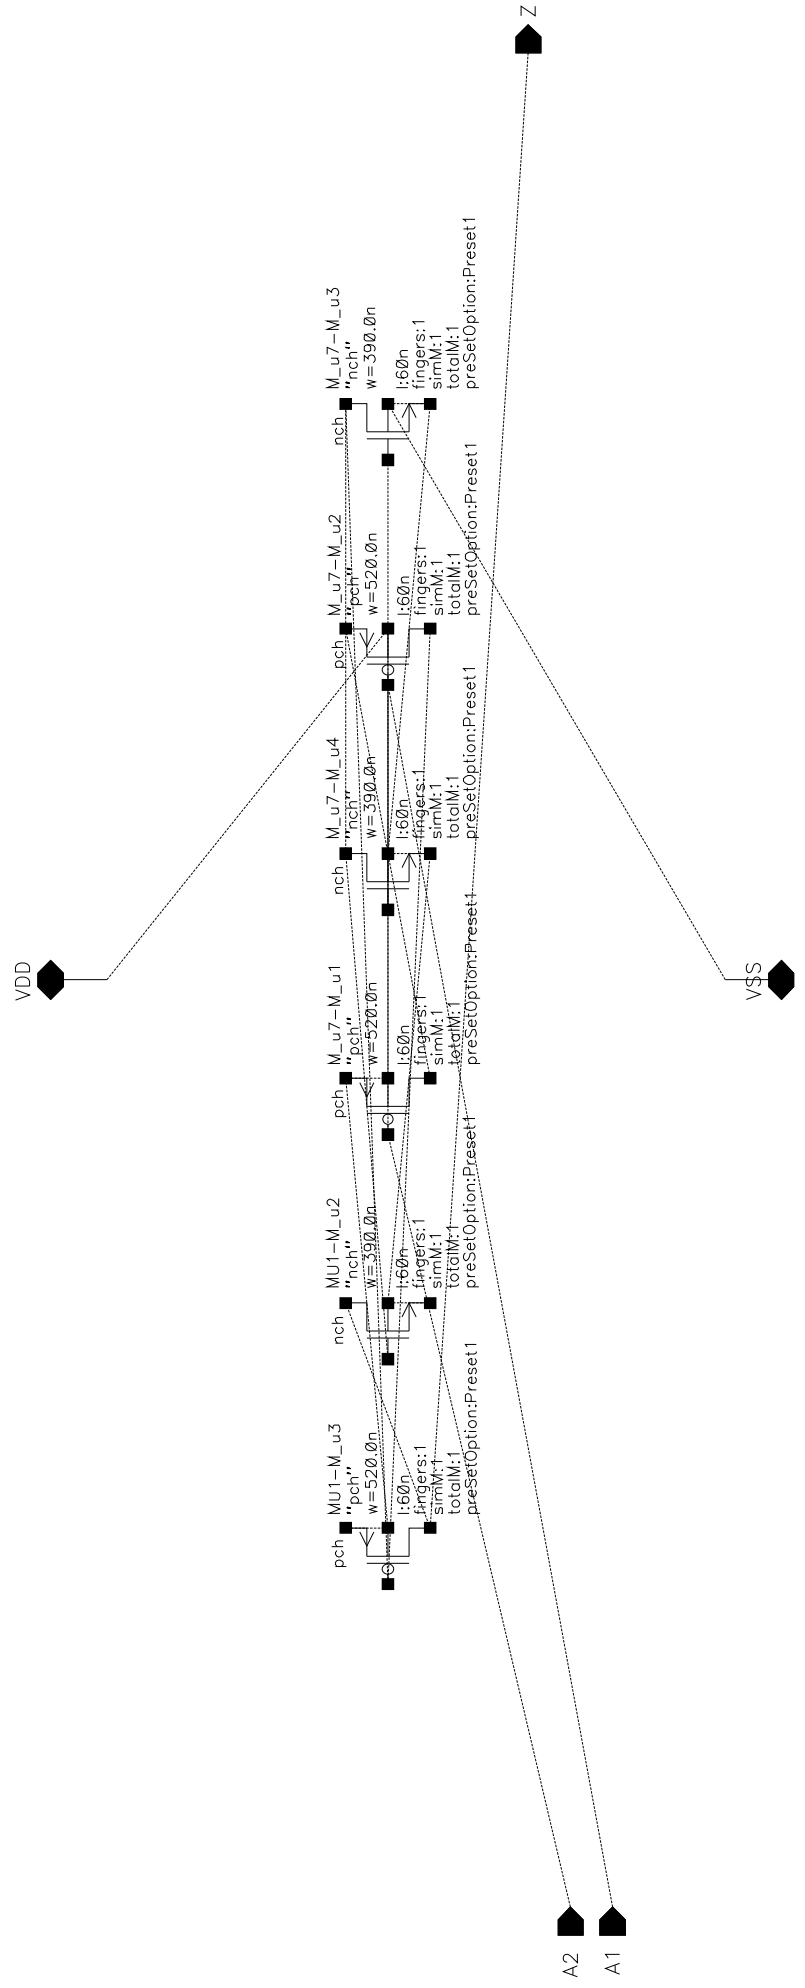 VDD
pch
MU1-M_u3
"pch"
w=520.0n
l:60n
fingers:1
simM:1
totalM:1
preSetOption:Preset1
nch
MU1-M_u2
"nch"
w=390.0n
l:60n
fingers:1
simM:1
totalM:1
preSetOption:Preset1
pch
M_u7-M_u1
"pch"
w=520.0n
l:60n
fingers:1
simM:1
totalM:1
preSetOption:Preset1
nch
M_u7-M_u4
"nch"
w=390.0n
l:60n
fingers:1
simM:1
totalM:1
preSetOption:Preset1
pch
M_u7-M_u2
"pch"
w=520.0n
l:60n
fingers:1
simM:1
totalM:1
preSetOption:Preset1
nch
M_u7-M_u3
"nch"
w=390.0n
l:60n
fingers:1
simM:1
totalM:1
preSetOption:Preset1
Z
A2
A1
VSS